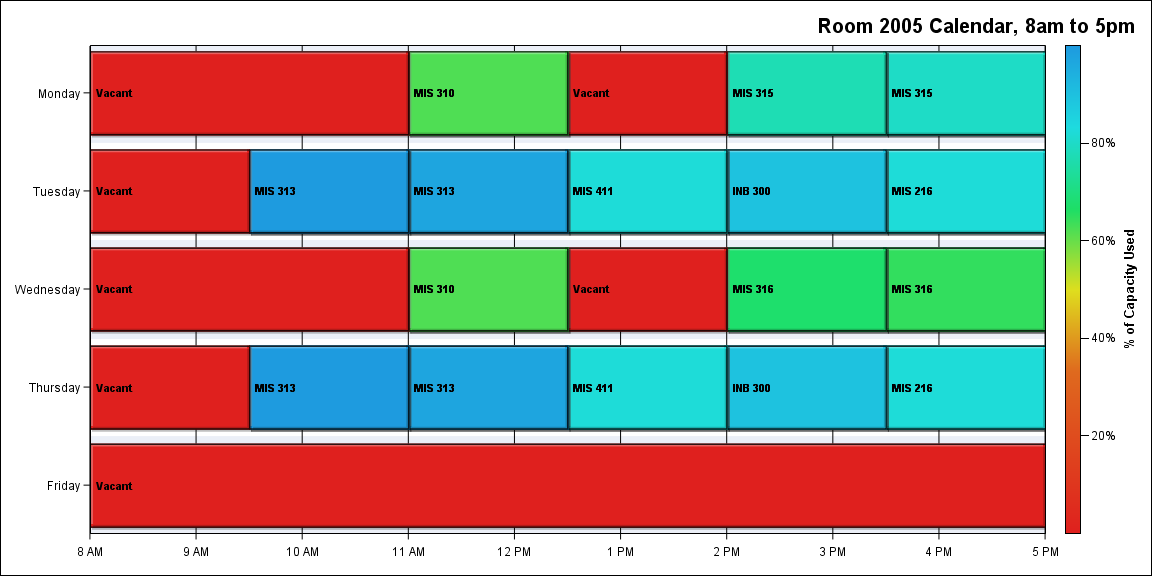 Room 2005 Calendar, 8am to 5pm
Monday
Vacant
MIS 310
Vacant
MIS 315
MIS 315
Tuesday
Vacant
MIS 313
MIS 313
MIS 411
INB 300
MIS 216
Wednesday
Vacant
MIS 310
Vacant
MIS 316
MIS 316
Thursday
Vacant
MIS 313
MIS 313
MIS 411
INB 300
MIS 216
Friday
Vacant
8 AM
9 AM
10 AM
11 AM
12 PM
1 PM
2 PM
3 PM
4 PM
5 PM
80%
60%
40%
20%
% of Capacity Used